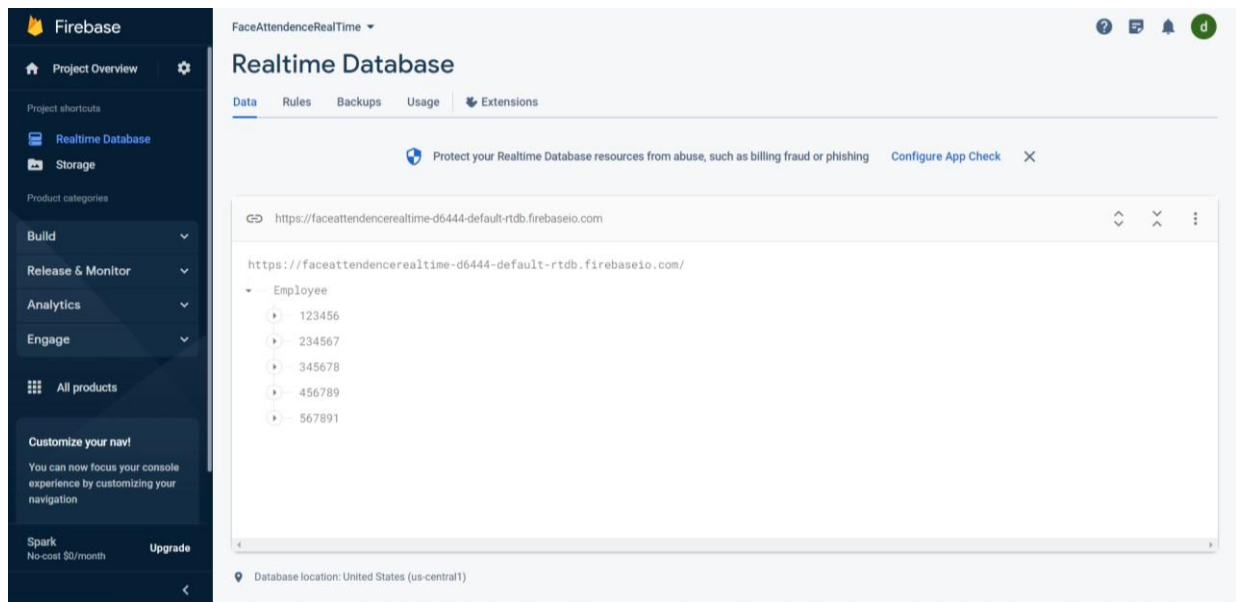 Firebase
Project Overview
Project shortcuts
Realtime Database
Storage
Product categories
Build
Release & Monitor
Analytics
Engage
All products
Customize your nav!
You can now focus your console
experience by customizing your
navigation
Spark
No-cost $0/month
Upgrade
FaceAttendenceRealTime
d
Realtime Database
Data Rules Backups Usage Extensions
Protect your Realtime Database resources from abuse, such as billing fraud or phishing Configure App Check
https://faceattendencerealtime-d6444-default-rtdb.firebaseio.com
https://faceattendencerealtime-d6444-default-rtdb.firebaseio.com/
Employee
123456
234567
345678
456789
567891
Database location: United States (us-central1)